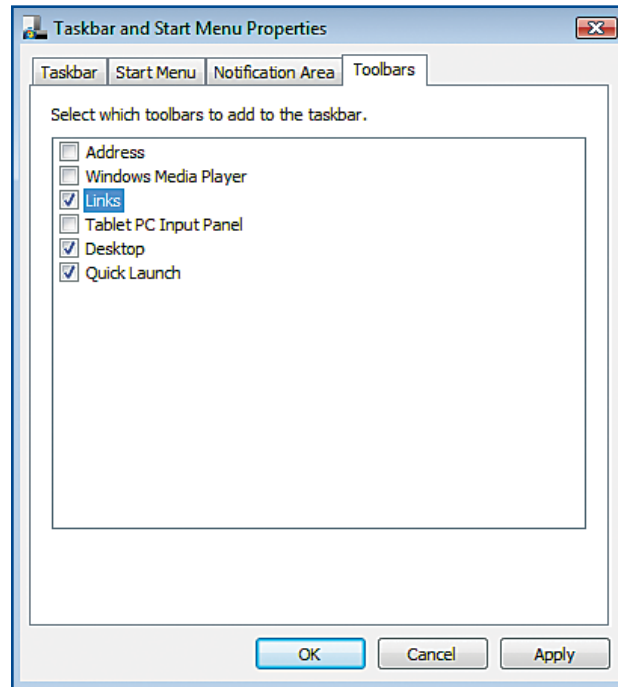 Taskbar and Start Menu Properties
Taskbar Start Menu Notification Area Toolbars
Select which toolbars to add to the taskbar.
Address
Windows Media Player
Links
Tablet PC Input Panel
Desktop
Quick Launch
OK Cancel Apply